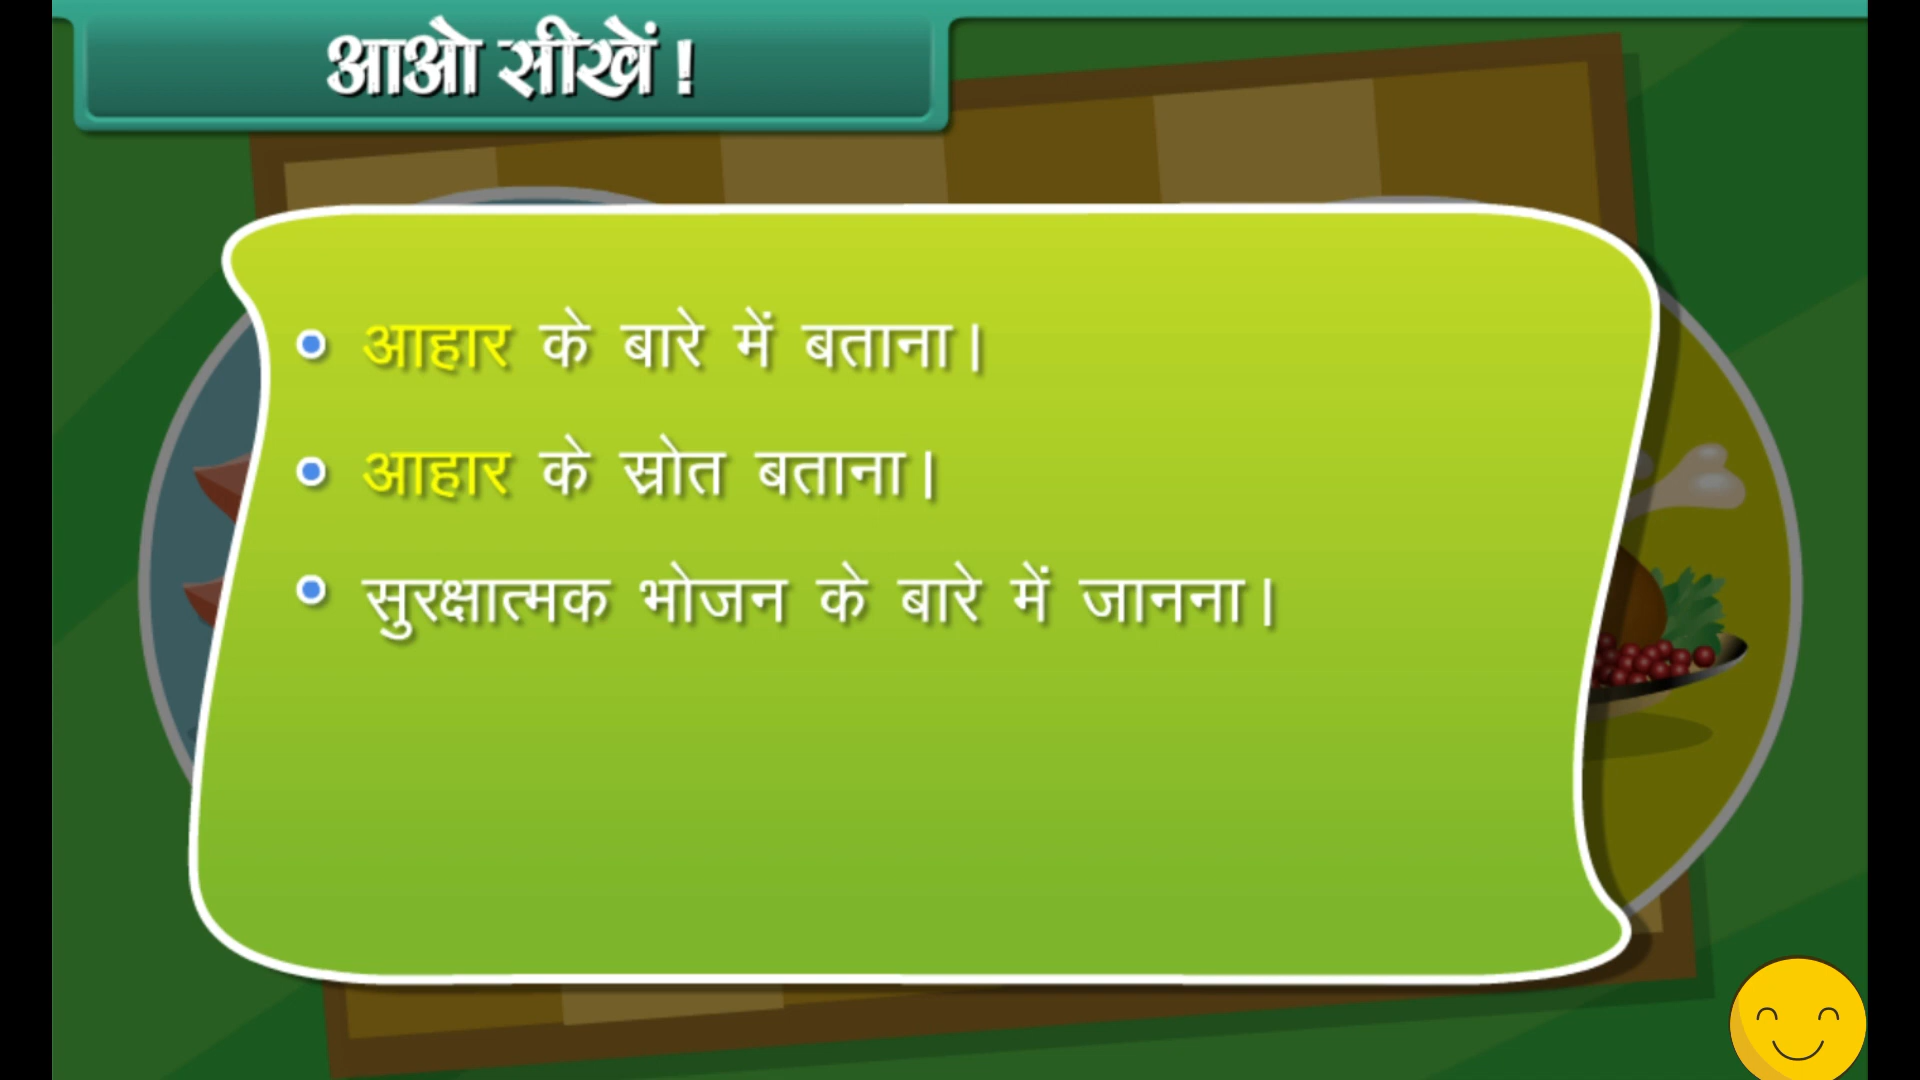 आओ सीखें !
आहार के बारे में बताना।
आहार के स्रोत बताना।
सुरक्षात्मक भोजन के बारे में जानना।